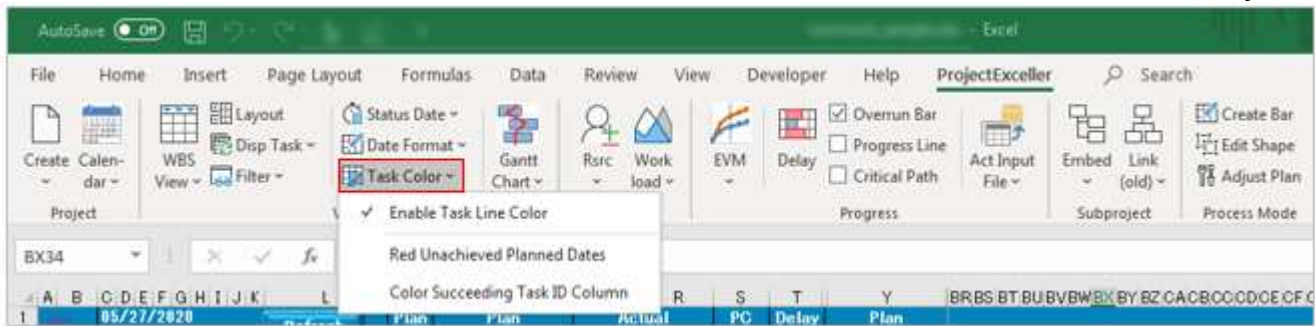 AutoSave Off - Excel
File Home Insert Page Layout Formulas Data Review View Developer Help ProjectExceller Search
Layout Status Date Overrun Bar Create Bar
Disp Task Date Format Progress Line Edit Shape
Filter Task Color Critical Path Adjust Plan
Create Calen-dar WBS View Gantt Chart Rsrc Work load EVM Delay Act Input File Embed Link (old)
Project Progress Subproject Process Mode
Enable Task Line Color
Red Unachieved Planned Dates
Color Succeeding Task ID Column
BX34 fx
A B C D E F G H I J K L R S T Y BR BS BT BU BV BW BX BY BZ CA CB CC CD CE CF
1 05/27/2020 Refresh Plan Plan Actual PC Delay Plan